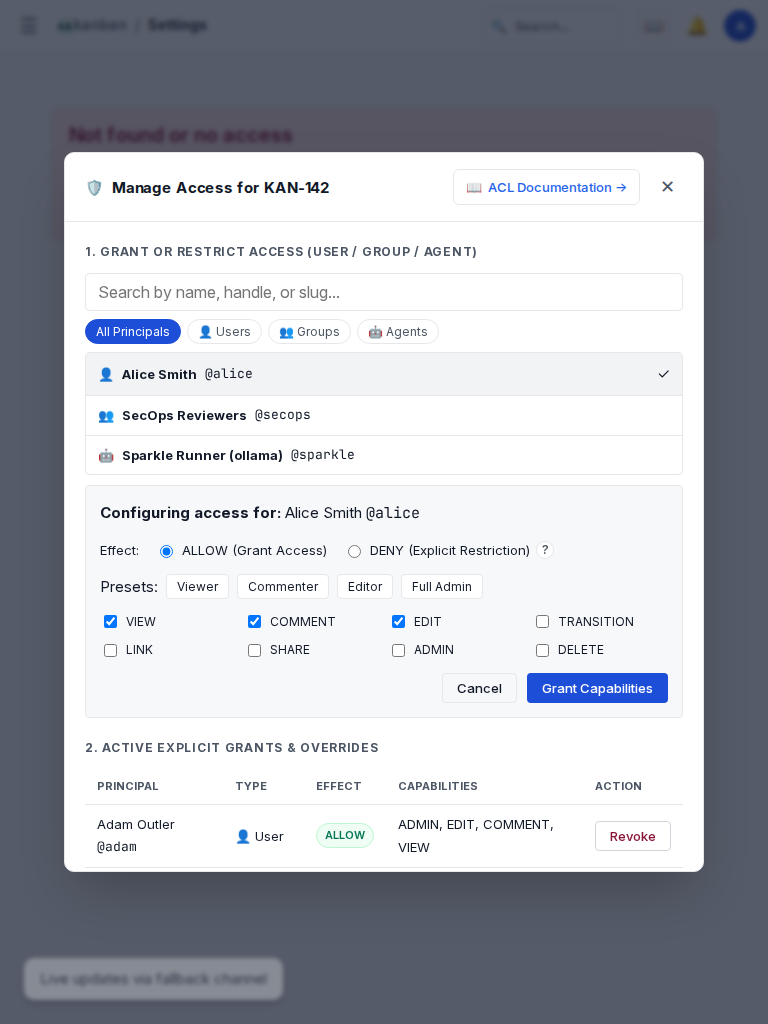 kanban / Settings
Search...
Not found or no access
Manage Access for KAN-142
ACL Documentation →
✕
1. GRANT OR RESTRICT ACCESS (USER / GROUP / AGENT)
Search by name, handle, or slug...
All Principals
Users
Groups
Agents
Alice Smith @alice ✓
SecOps Reviewers @secops
Sparkle Runner (ollama) @sparkle
Configuring access for: Alice Smith @alice
Effect: ALLOW (Grant Access) DENY (Explicit Restriction) ?
Presets: Viewer Commenter Editor Full Admin
VIEW COMMENT EDIT TRANSITION
LINK SHARE ADMIN DELETE
Cancel Grant Capabilities
2. ACTIVE EXPLICIT GRANTS & OVERRIDES
PRINCIPAL TYPE EFFECT CAPABILITIES ACTION
Adam Outler
@adam
User
ALLOW
ADMIN, EDIT, COMMENT,
VIEW
Revoke
Live updates via fallback channel